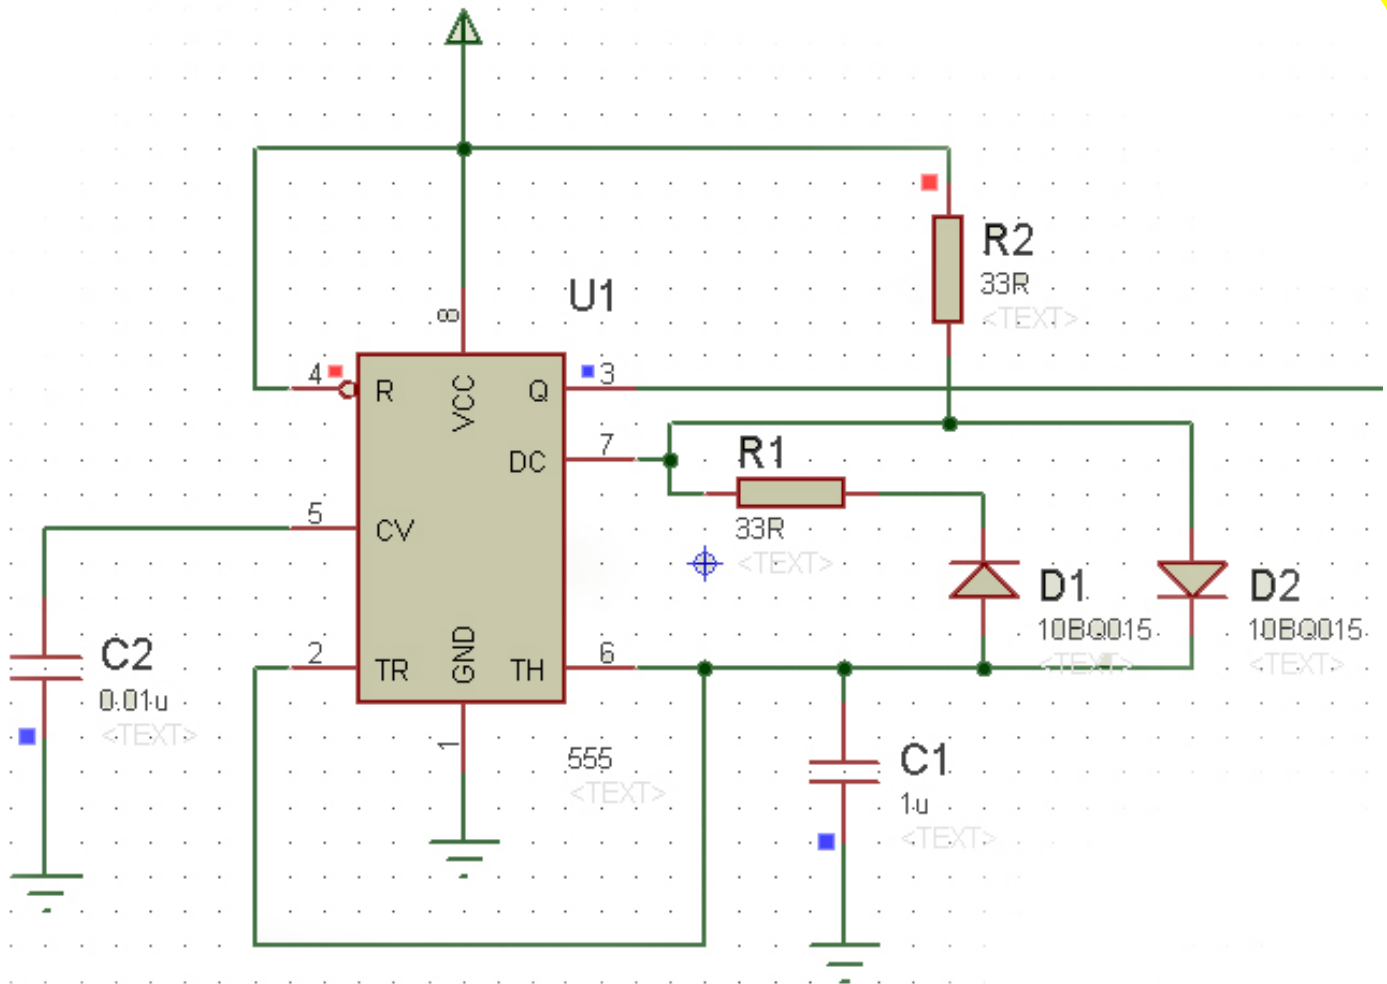 R2
33R
<TEXT>
U1
8
4
R
VCC
Q
3
DC
7
R1
33R
<TEXT>
5
CV
D1
10BQ015
<TEXT>
D2
10BQ015
<TEXT>
C2
0.01u
<TEXT>
2
TR
GND
TH
6
1
555
<TEXT>
C1
1u
<TEXT>